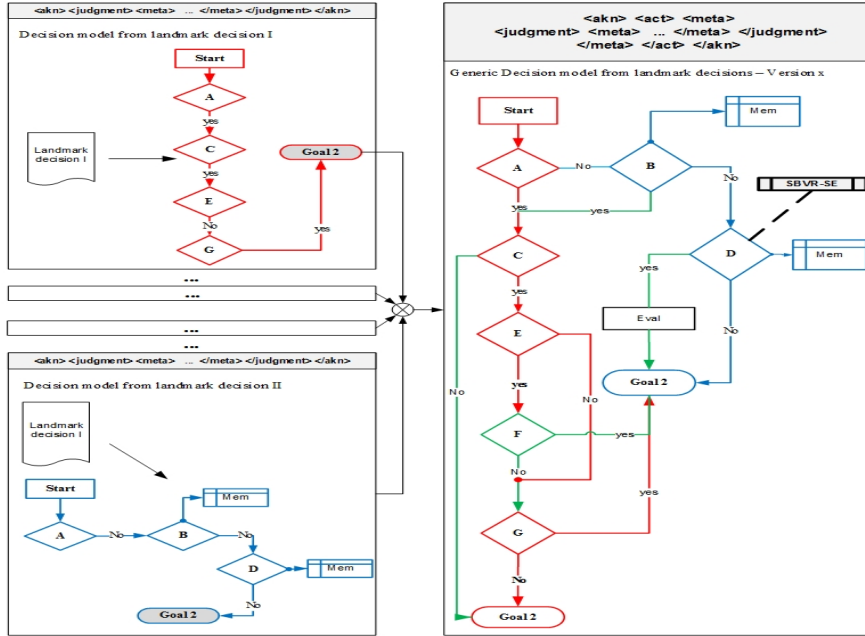 <akn> <judgment> <meta> ... </meta> </judgment> </akn>
Decision model from landmark decision I
Start
A
yes
Landmark
decision I
C
Goal 2
yes
E
No
yes
G
...
...
...
...
<akn> <judgment> <meta> ... </meta> </judgment> </akn>
Decision model from landmark decision II
Landmark
decision I
Start
Mem
A
No
B
No
D
Mem
No
Goal 2
<akn> <act> <meta>
<judgment> <meta> ... </meta> </judgment>
</meta> </act> </akn>
Generic Decision model from landmark decisions – Version x
Start
Mem
A
No
B
No
SBVR-SE
yes
yes
C
D
Mem
yes
yes
Eval
E
No
yes
Goal 2
No
No
F
yes
No
yes
G
No
Goal 2